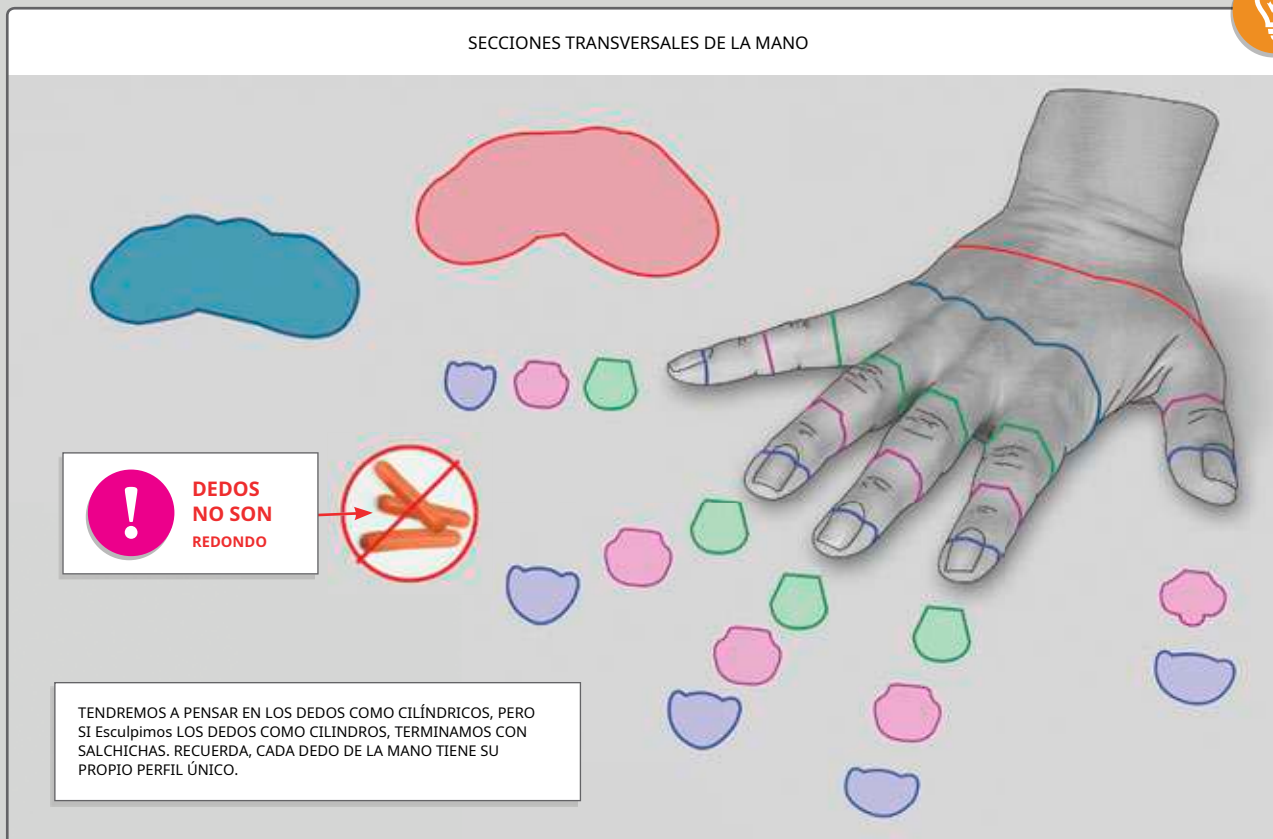 SECCIONES TRANSVERSALES DE LA MANO
!
DEDOS
NO SON
REDONDO
TENDREMOS A PENSAR EN LOS DEDOS COMO CILÍNDRICOS, PERO
SI Esculpimos LOS DEDOS COMO CILINDROS, TERMINAMOS CON
SALCHICHAS. RECUERDA, CADA DEDO DE LA MANO TIENE SU
PROPIO PERFIL ÚNICO.